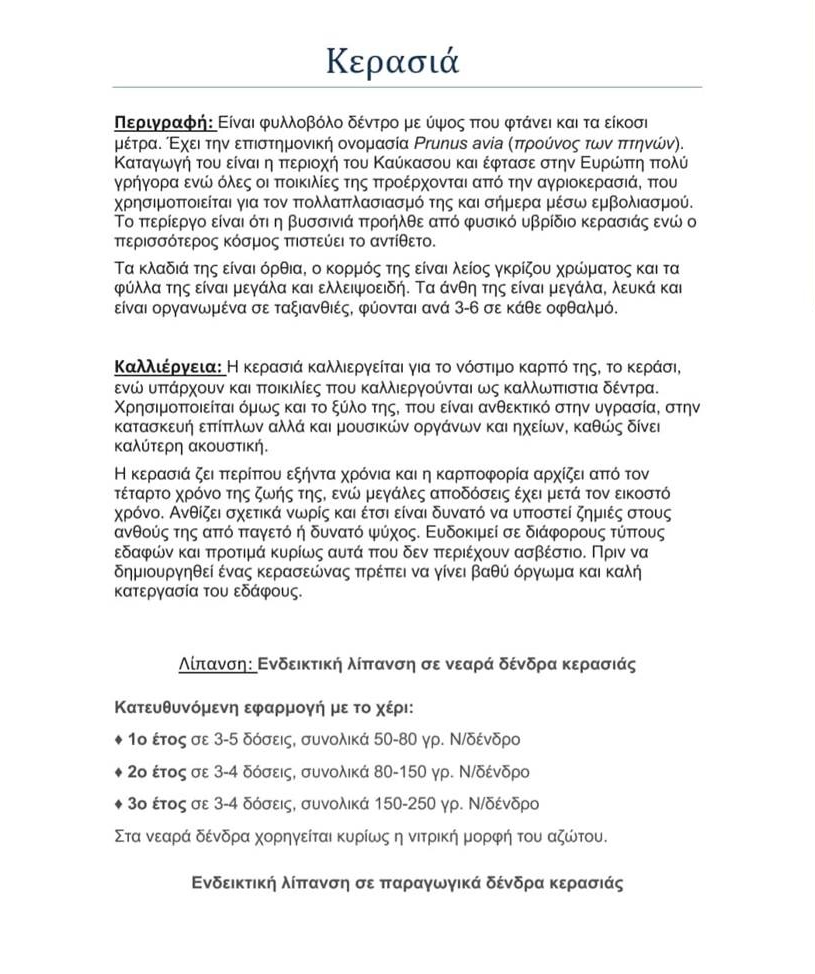 Κερασιά
Περιγραφή: Είναι φυλλοβόλο δέντρο με ύψος που φτάνει και τα είκοσι
μέτρα. Έχει την επιστημονική ονομασία Prunus avia (προύνος των πτηνών).
Καταγωγή του είναι η περιοχή του Καύκασου και έφτασε στην Ευρώπη πολύ
γρήγορα ενώ όλες οι ποικιλίες της προέρχονται από την αγριοκερασιά, που
χρησιμοποιείται για τον πολλαπλασιασμό της και σήμερα μέσω εμβολιασμού.
Το περίεργο είναι ότι η βυσσινιά προήλθε από φυσικό υβρίδιο κερασιάς ενώ ο
περισσότερος κόσμος πιστεύει το αντίθετο.
Τα κλαδιά της είναι όρθια, ο κορμός της είναι λείος γκρίζου χρώματος και τα
φύλλα της είναι μεγάλα και ελλειψοειδή. Τα άνθη της είναι μεγάλα, λευκά και
είναι οργανωμένα σε ταξιανθιές, φύονται ανά 3-6 σε κάθε οφθαλμό.
Καλλιέργεια: Η κερασιά καλλιεργείται για το νόστιμο καρπό της, το κεράσι,
ενώ υπάρχουν και ποικιλίες που καλλιεργούνται ως καλλωπιστια δέντρα.
Χρησιμοποιείται όμως και το ξύλο της, που είναι ανθεκτικό στην υγρασία, στην
κατασκευή επίπλων αλλά και μουσικών οργάνων και ηχείων, καθώς δίνει
καλύτερη ακουστική.
Η κερασιά ζει περίπου εξήντα χρόνια και η καρποφορία αρχίζει από τον
τέταρτο χρόνο της ζωής της, ενώ μεγάλες αποδόσεις έχει μετά τον εικοστό
χρόνο. Ανθίζει σχετικά νωρίς και έτσι είναι δυνατό να υποστεί ζημιές στους
ανθούς της από παγετό ή δυνατό ψύχος. Ευδοκιμεί σε διάφορους τύπους
εδαφών και προτιμά κυρίως αυτά που δεν περιέχουν ασβέστιο. Πριν να
δημιουργηθεί ένας κερασεώνας πρέπει να γίνει βαθύ όργωμα και καλή
κατεργασία του εδάφους.
Λίπανση: Ενδεικτική λίπανση σε νεαρά δένδρα κερασιάς
Κατευθυνόμενη εφαρμογή με το χέρι:
♦ 1ο έτος σε 3-5 δόσεις, συνολικά 50-80 γρ. Ν/δένδρο
♦ 2ο έτος σε 3-4 δόσεις, συνολικά 80-150 γρ. Ν/δένδρο
♦ 3ο έτος σε 3-4 δόσεις, συνολικά 150-250 γρ. Ν/δένδρο
Στα νεαρά δένδρα χορηγείται κυρίως η νιτρική μορφή του αζώτου.
Ενδεικτική λίπανση σε παραγωγικά δένδρα κερασιάς